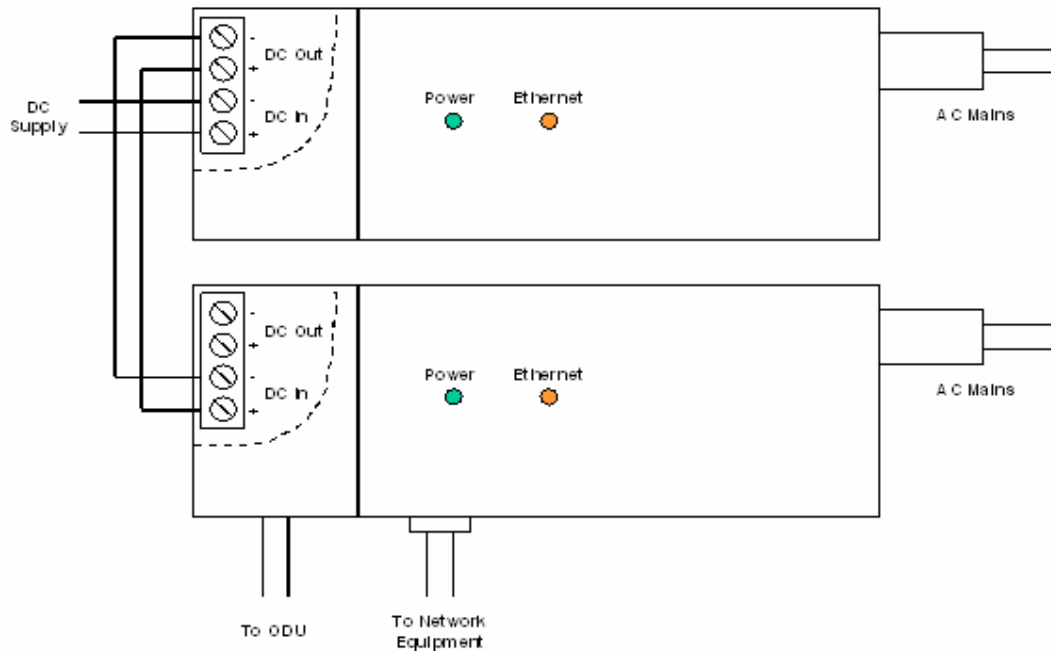 -
DC Out
+
-
DC In
+
DC
Supply
Power
Ethernet
AC Mains
-
DC Out
+
-
DC In
+
Power
Ethernet
AC Mains
To ODU
To Network
Equipment